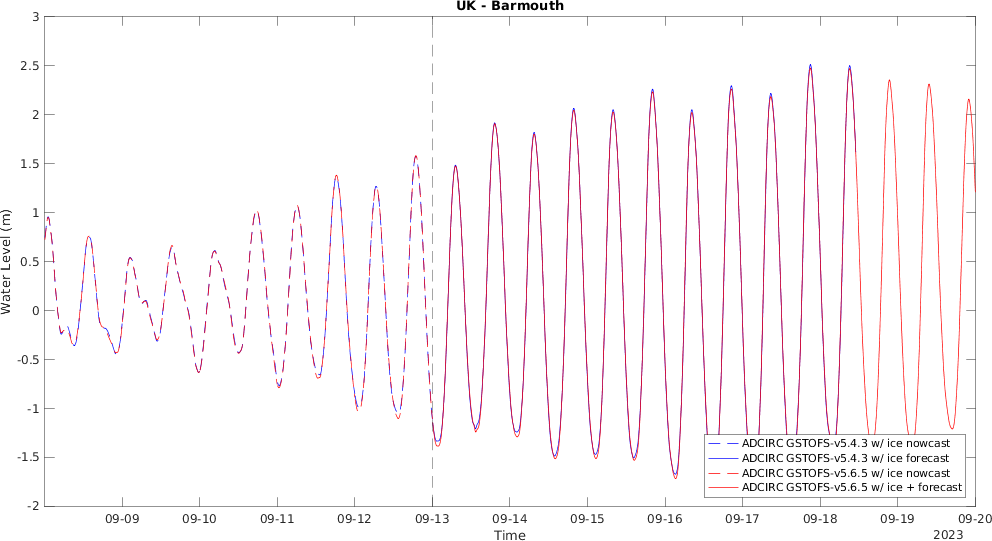 UK - Barmouth
3
2.5
2
1.5
1
0.5
0
-0.5
-1
-1.5
-2
Water Level (m)
ADCIRC GSTOFS-v5.4.3 w/ ice nowcast
ADCIRC GSTOFS-v5.4.3 w/ ice forecast
ADCIRC GSTOFS-v5.6.5 w/ ice nowcast
ADCIRC GSTOFS-v5.6.5 w/ ice + forecast
09-09 09-10 09-11 09-12 09-13 09-14 09-15 09-16 09-17 09-18 09-19 09-20
Time 2023